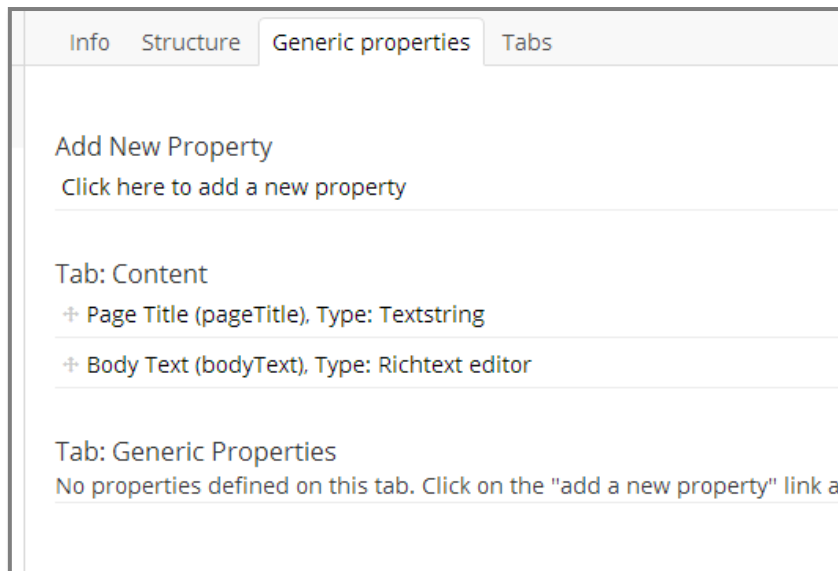 Info Structure Generic properties Tabs
Add New Property
Click here to add a new property
Tab: Content
Page Title (pageTitle), Type: Textstring
Body Text (bodyText), Type: Richtext editor
Tab: Generic Properties
No properties defined on this tab. Click on the "add a new property" link a